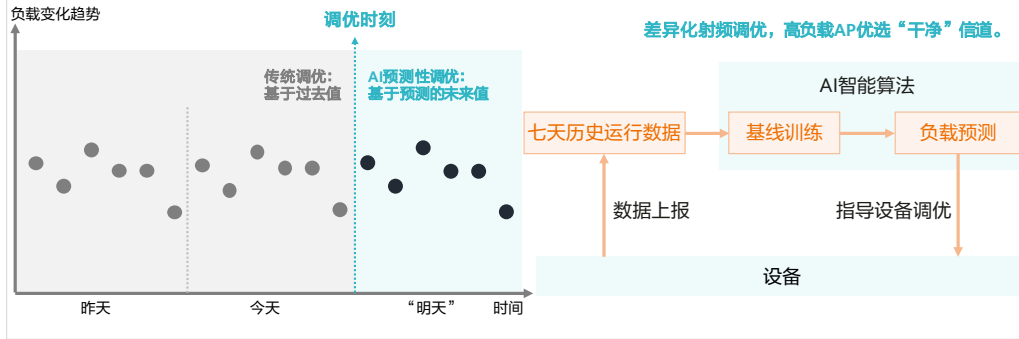 负载变化趋势
调优时刻
差异化射频调优，高负载AP优选“干净”信道。
传统调优：
基于过去值
AI预测性调优：
基于预测的未来值
AI智能算法
七天历史运行数据
基线训练
负载预测
数据上报
指导设备调优
设备
昨天
今天
“明天”
时间